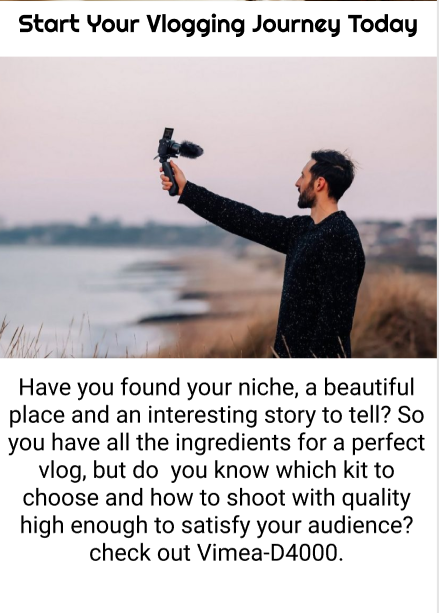 Start Your Vlogging Journey Today
Have you found your niche, a beautiful
place and an interesting story to tell? So
you have all the ingredients for a perfect
vlog, but do  you know which kit to
choose and how to shoot with quality
high enough to satisfy your audience?
check out Vimea-D4000.